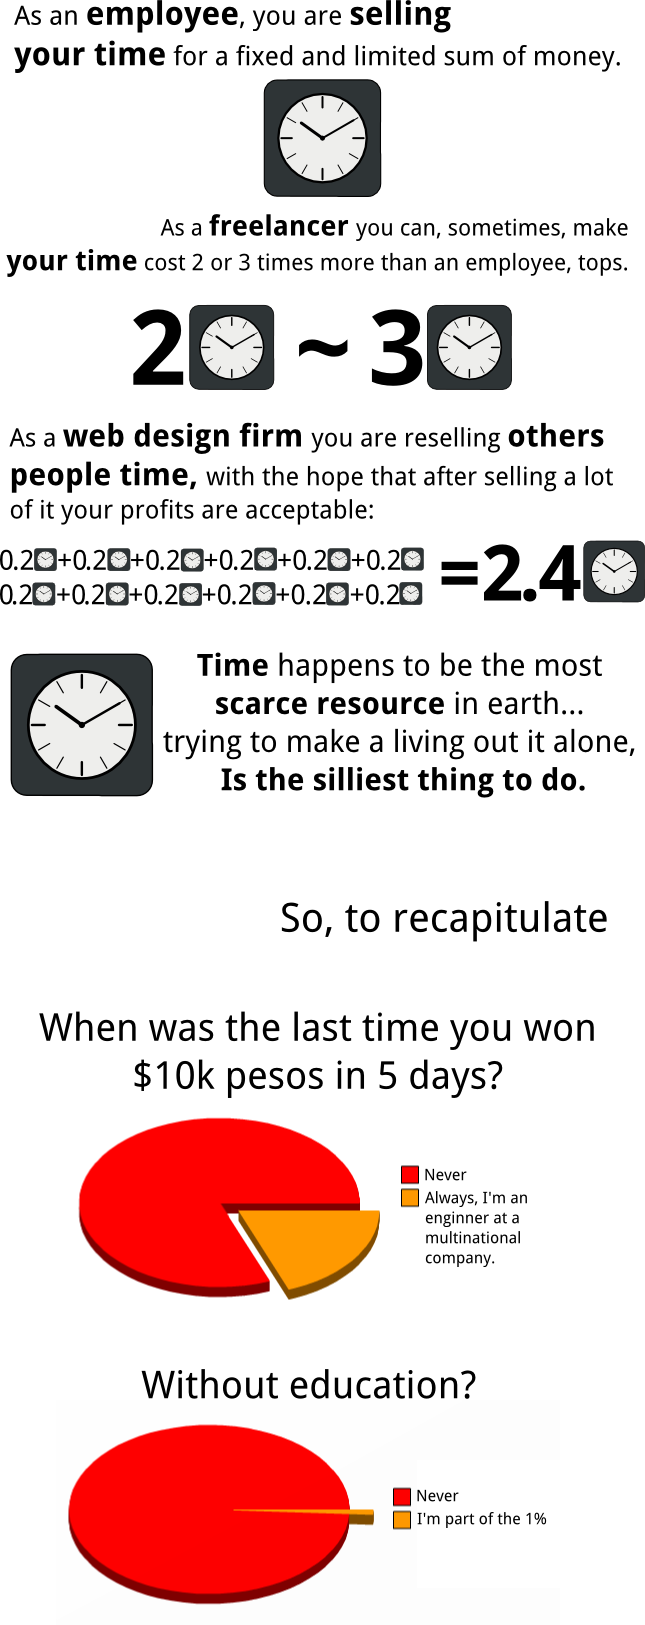 As an employee, you are selling
your time for a fixed and limited sum of money.
As a freelancer you can, sometimes, make
your time cost 2 or 3 times more than an employee, tops.
2 ~ 3
As a web design firm you are reselling others
people time, with the hope that after selling a lot
of it your profits are acceptable:
0.2+0.2+0.2+0.2+0.2+0.2
0.2+0.2+0.2+0.2+0.2+0.2
=2.4
Time happens to be the most
scarce resource in earth...
trying to make a living out it alone,
Is the silliest thing to do.
So, to recapitulate
When was the last time you won
$10k pesos in 5 days?
Never
Always, I'm an
enginner at a
multinational
company.
Without education?
Never
I'm part of the 1%